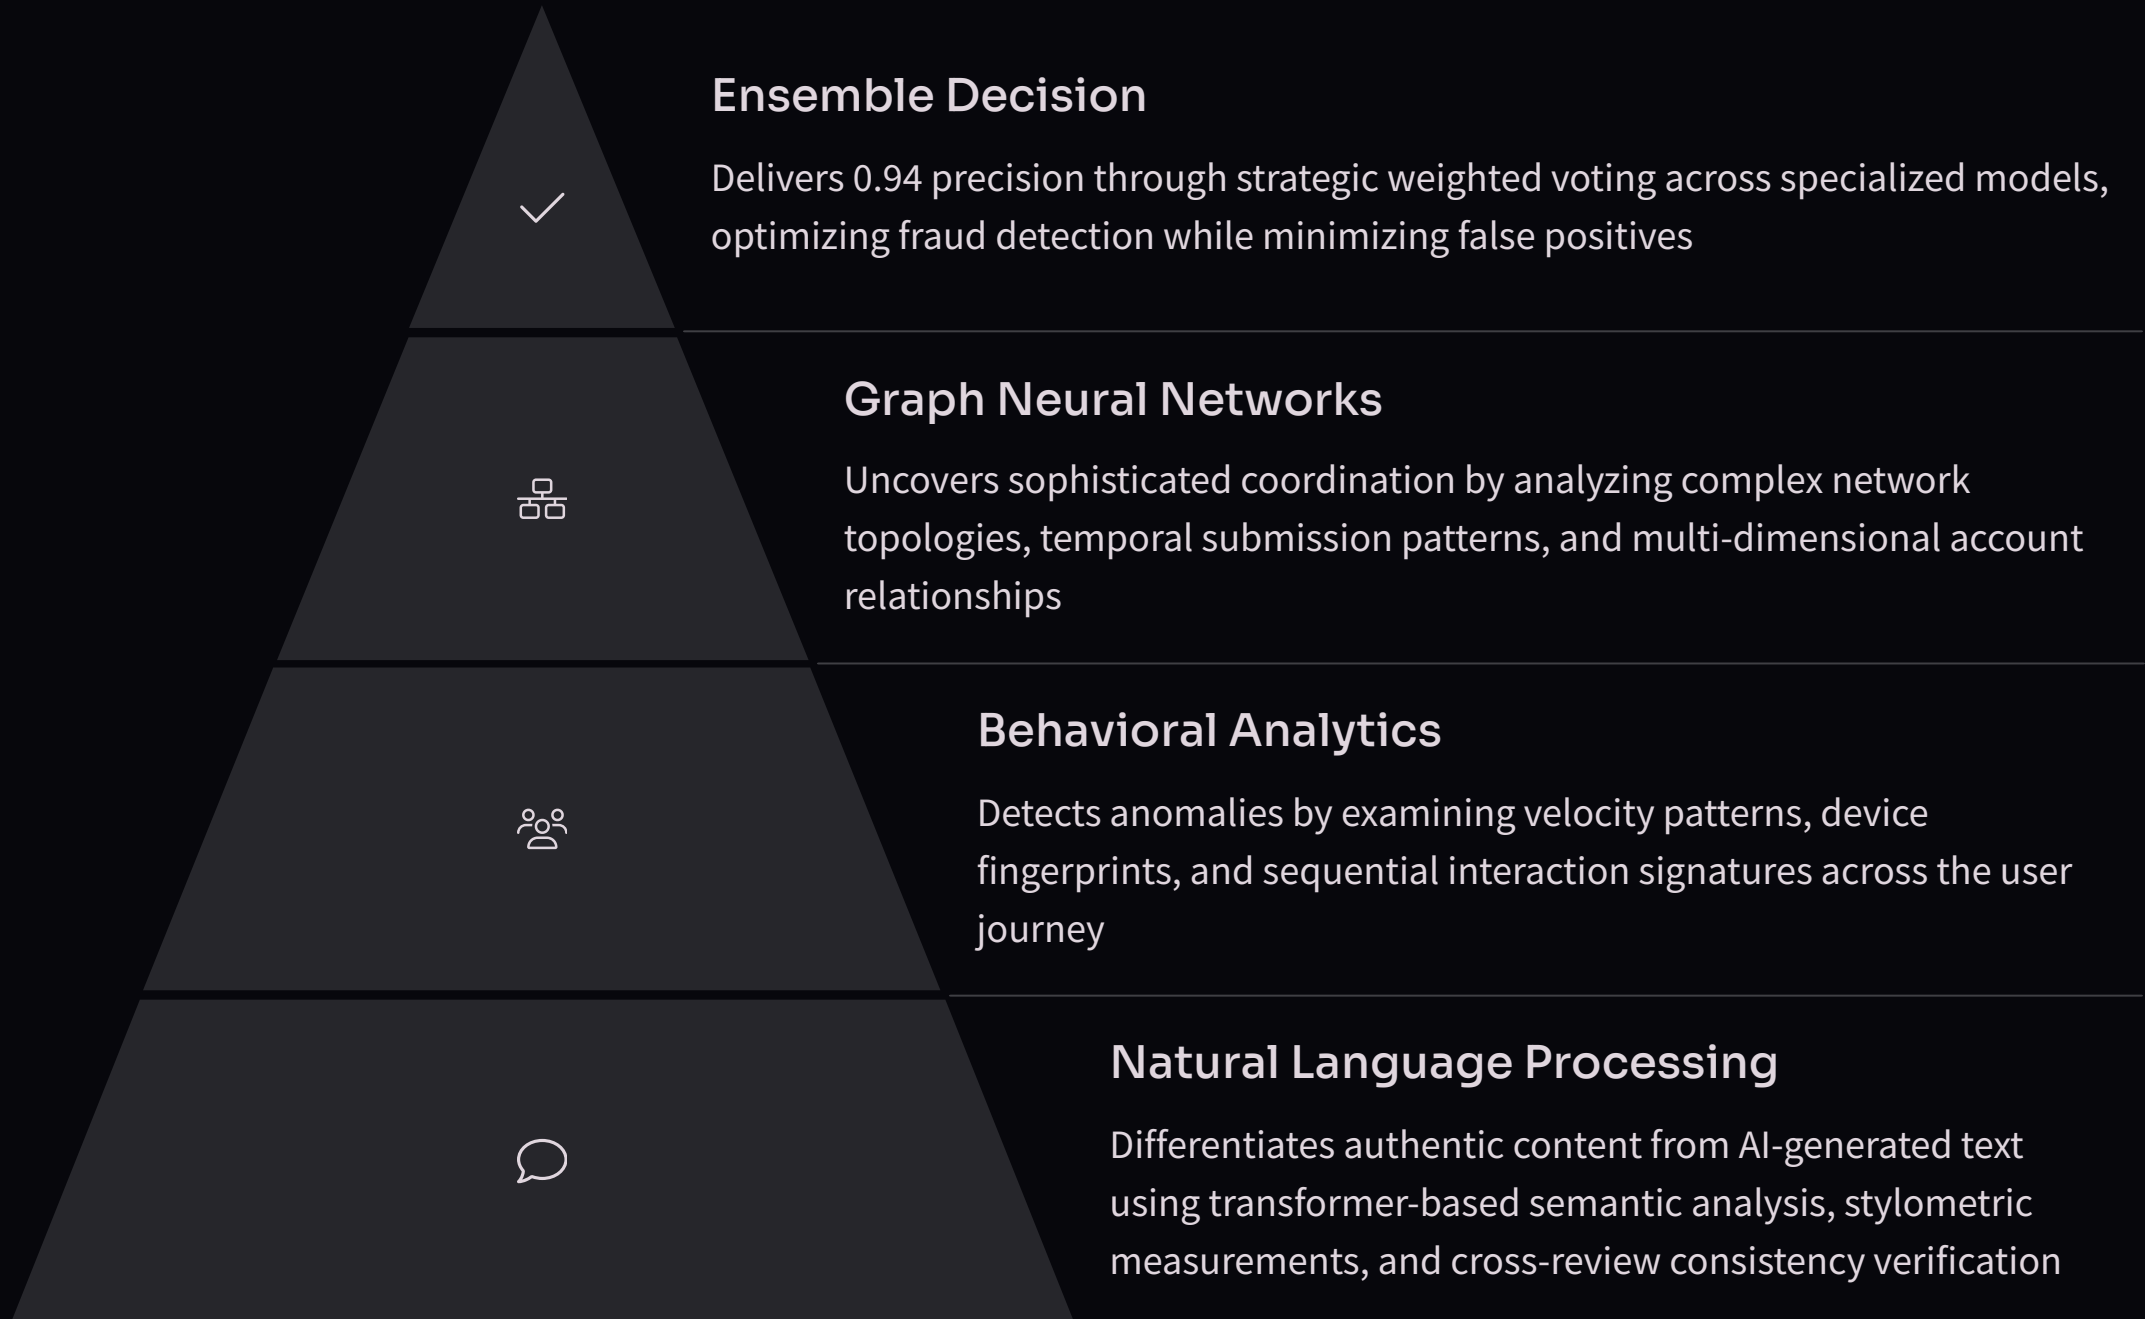 Ensemble Decision
Delivers 0.94 precision through strategic weighted voting across specialized models,
optimizing fraud detection while minimizing false positives
Graph Neural Networks
Uncovers sophisticated coordination by analyzing complex network
topologies, temporal submission patterns, and multi-dimensional account
relationships
Behavioral Analytics
Detects anomalies by examining velocity patterns, device
fingerprints, and sequential interaction signatures across the user
journey
Natural Language Processing
Differentiates authentic content from AI-generated text
using transformer-based semantic analysis, stylometric
measurements, and cross-review consistency verification